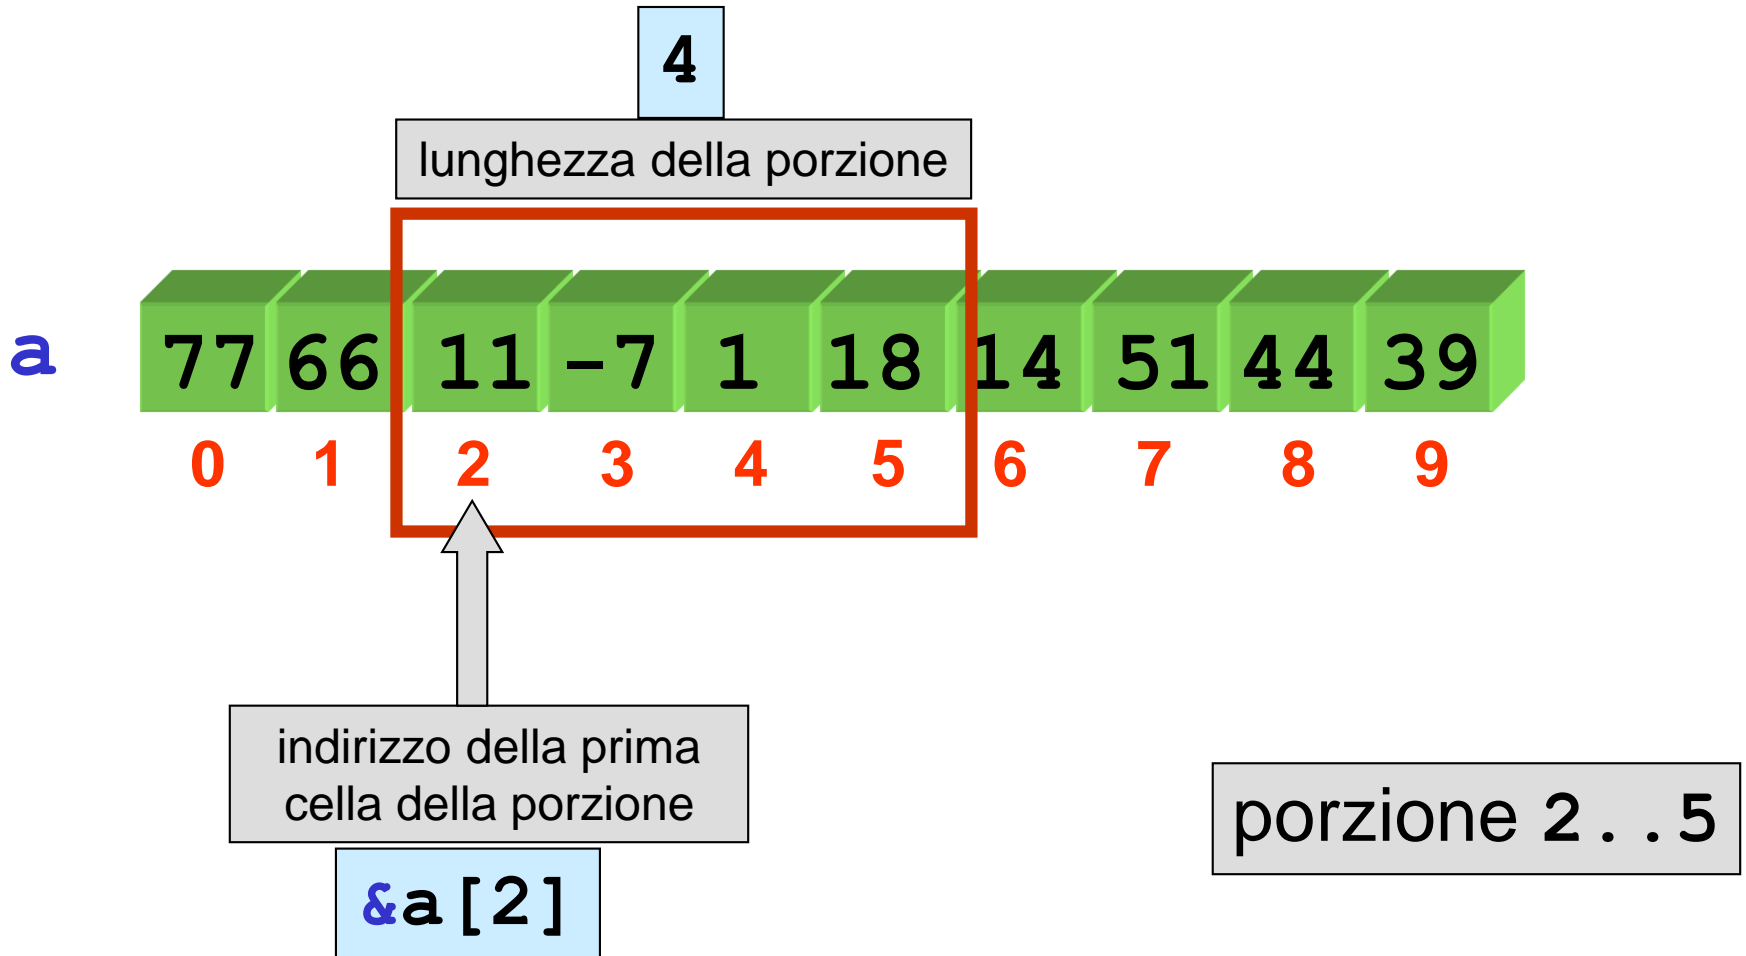 4
lunghezza della porzione
a 77 66 11 -7 1 18 14 51 44 39
0 1 2 3 4 5 6 7 8 9
indirizzo della prima
cella della porzione
&a[2]
porzione 2..5